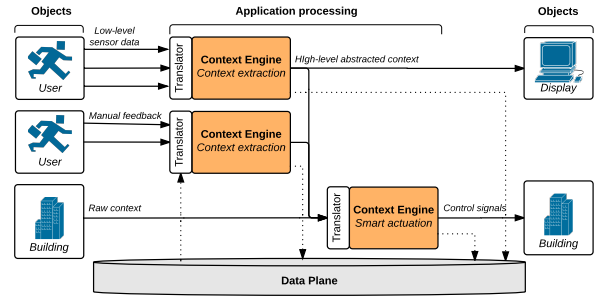 Objects
Application processing
Objects
Low-level
sensor data
User
Translator
Context Engine
Context extraction
HIgh-level abstracted context
Display
Manual feedback
User
Translator
Context Engine
Context extraction
Raw context
Building
Translator
Context Engine
Smart actuation
Control signals
Building
Data Plane